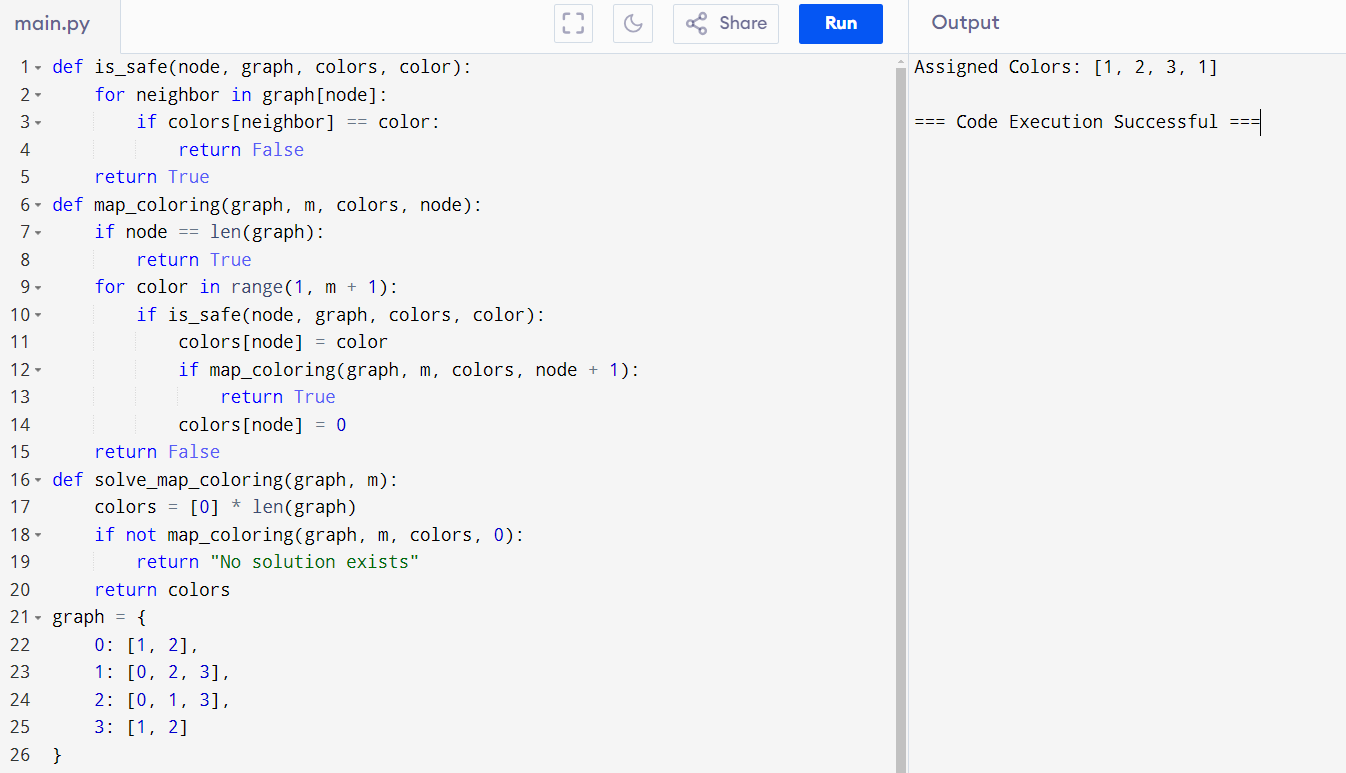 main.py
Share
Run
Output
1 def is_safe(node, graph, colors, color):
2     for neighbor in graph[node]:
3         if colors[neighbor] == color:
4             return False
5     return True
6 def map_coloring(graph, m, colors, node):
7     if node == len(graph):
8         return True
9     for color in range(1, m + 1):
10         if is_safe(node, graph, colors, color):
11             colors[node] = color
12             if map_coloring(graph, m, colors, node + 1):
13                 return True
14             colors[node] = 0
15     return False
16 def solve_map_coloring(graph, m):
17     colors = [0] * len(graph)
18     if not map_coloring(graph, m, colors, 0):
19         return "No solution exists"
20     return colors
21 graph = {
22     0: [1, 2],
23     1: [0, 2, 3],
24     2: [0, 1, 3],
25     3: [1, 2]
26 }
Assigned Colors: [1, 2, 3, 1]
=== Code Execution Successful ===